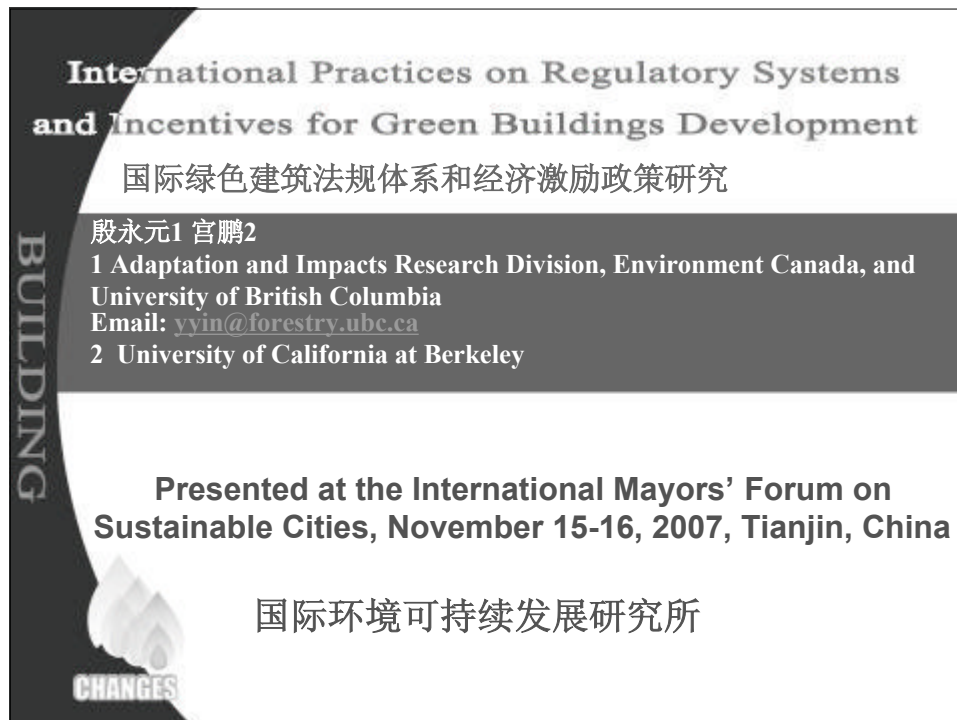 International Practices on Regulatory Systems
and Incentives for Green Buildings Development
国际绿色建筑法规体系和经济激励政策研究
殷永元1 宫鹏2
1 Adaptation and Impacts Research Division, Environment Canada, and
University of British Columbia
Email: yyin@forestry.ubc.ca
2  University of California at Berkeley
BUILDING
Presented at the International Mayors’ Forum on
Sustainable Cities, November 15-16, 2007, Tianjin, China
国际环境可持续发展研究所
CHANGES